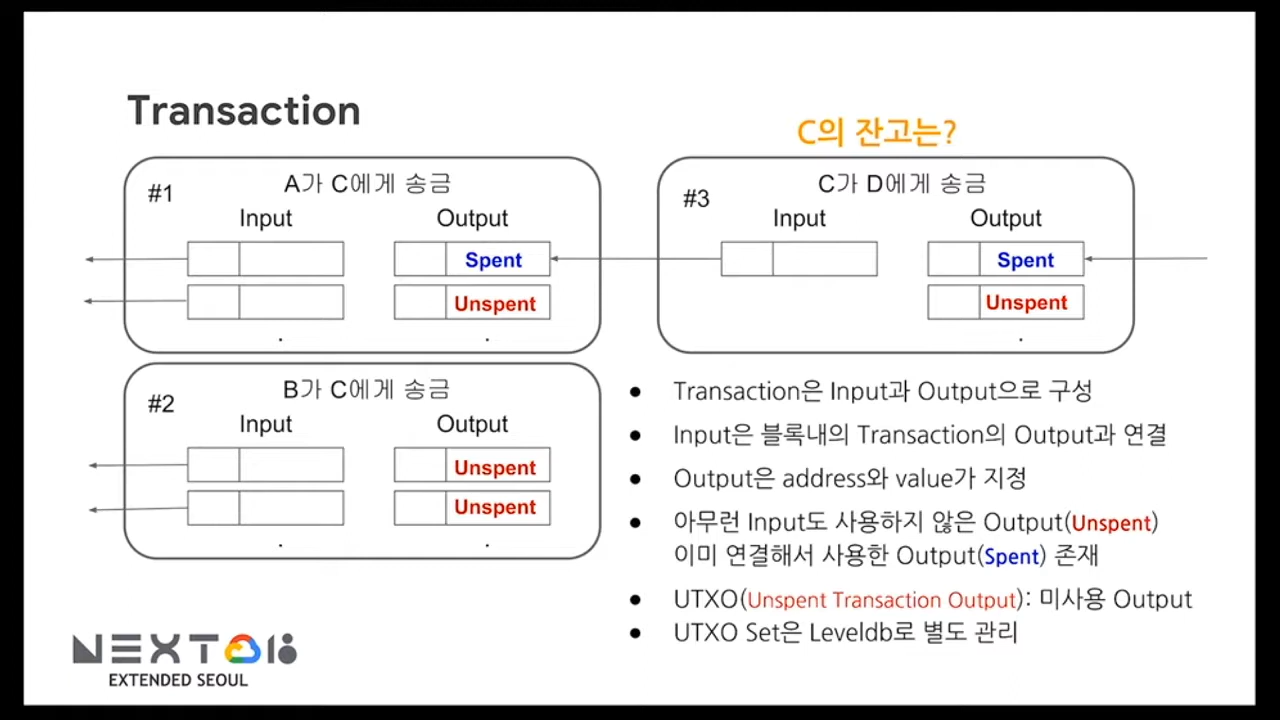 Transaction
C의 잔고는?
#1
A가 C에게 송금
Input
Output
Spent
Unspent
#3
C가 D에게 송금
Input
Output
Spent
Unspent
#2
B가 C에게 송금
Input
Output
Unspent
Unspent
Transaction은 Input과 Output으로 구성
Input은 블록내의 Transaction의 Output과 연결
Output은 address와 value가 지정
아무런 Input도 사용하지 않은 Output(Unspent)
이미 연결해서 사용한 Output(Spent) 존재
UTXO(Unspent Transaction Output): 미사용 Output
UTXO Set은 Leveldb로 별도 관리
NEXT 18
EXTENDED SEOUL